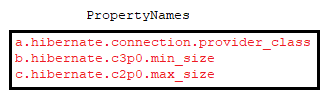 PropertyNames
a.hibernate.connection.provider_class
b.hibernate.c3p0.min_size
c.hibernate.c2p0.max_size